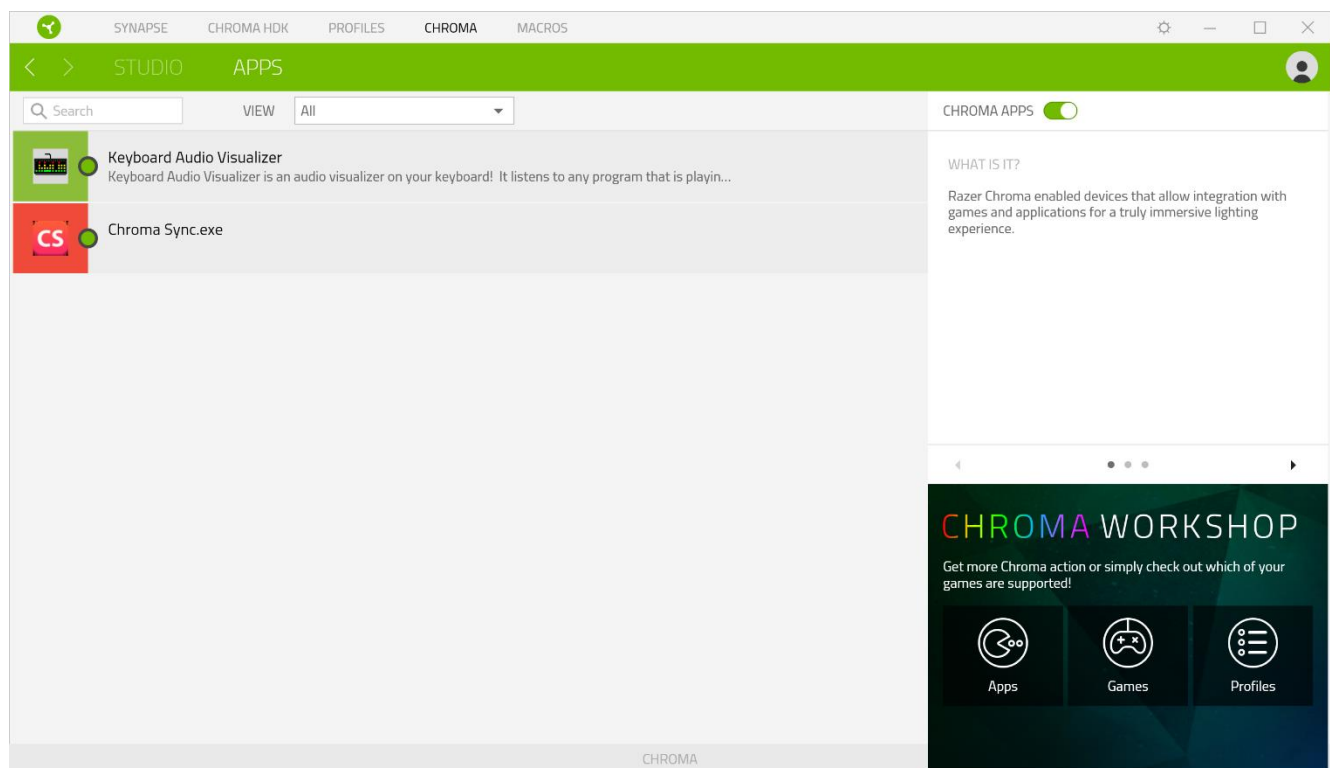 SYNAPSE CHROMA HDK PROFILES CHROMA MACROS
STUDIO APPS
Search VIEW All
CHROMA APPS
Keyboard Audio Visualizer
Keyboard Audio Visualizer is an audio visualizer on your keyboard! It listens to any program that is playin...
CS
Chroma Sync.exe
WHAT IS IT?
Razer Chroma enabled devices that allow integration with
games and applications for a truly immersive lighting
experience.
CHROMA WORKSHOP
Get more Chroma action or simply check out which of your
games are supported!
Apps Games Profiles
CHROMA